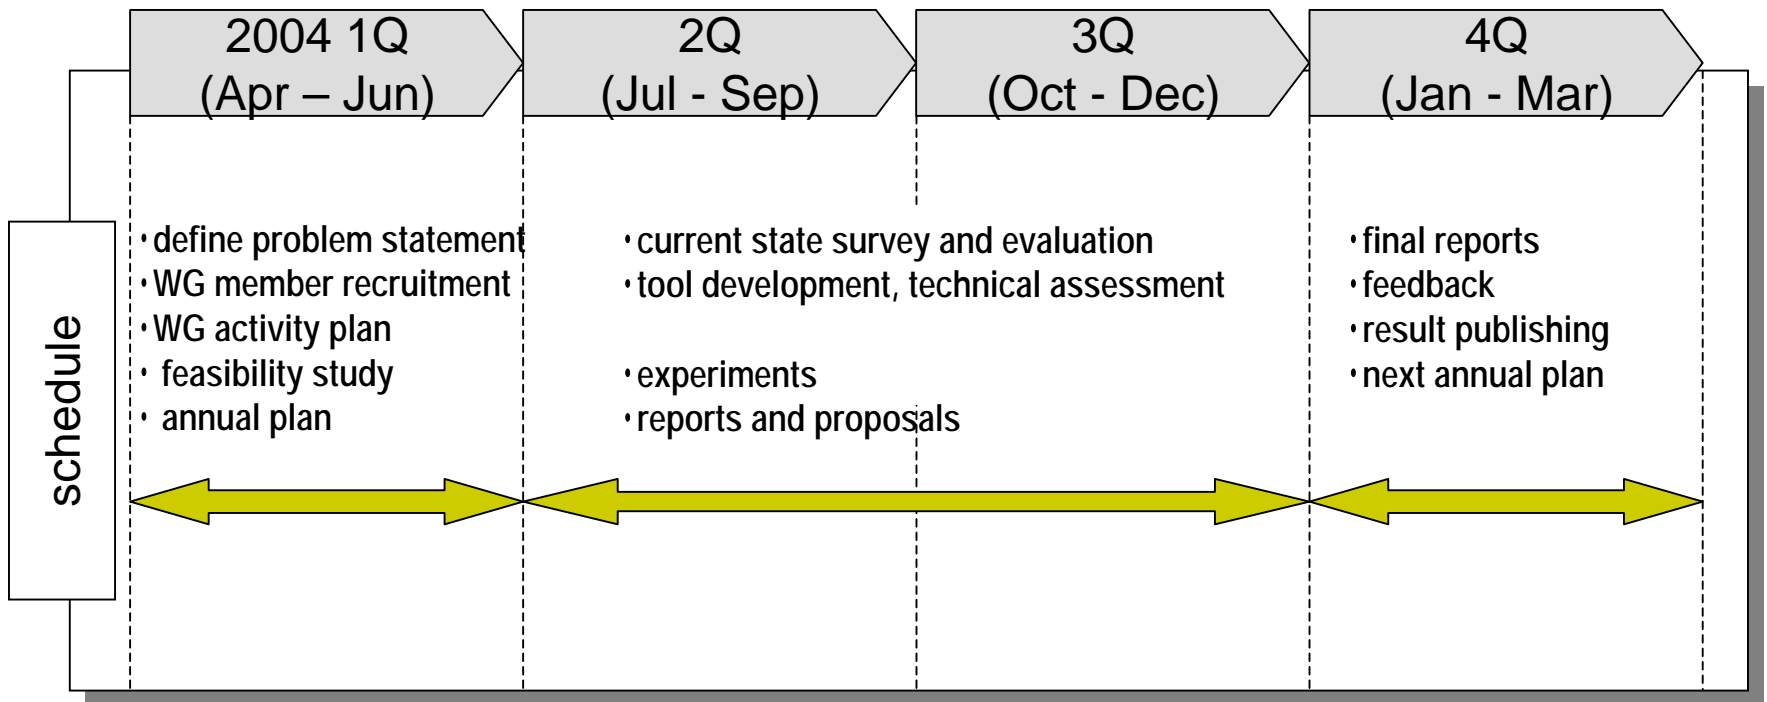 2004 1Q
(Apr – Jun)
2Q
(Jul - Sep)
3Q
(Oct - Dec)
4Q
(Jan - Mar)
schedule
・define problem statement
・WG member recruitment
・WG activity plan
・ feasibility study
・ annual plan
・current state survey and evaluation
・tool development, technical assessment
・experiments
・reports and proposals
・final reports
・feedback
・result publishing
・next annual plan